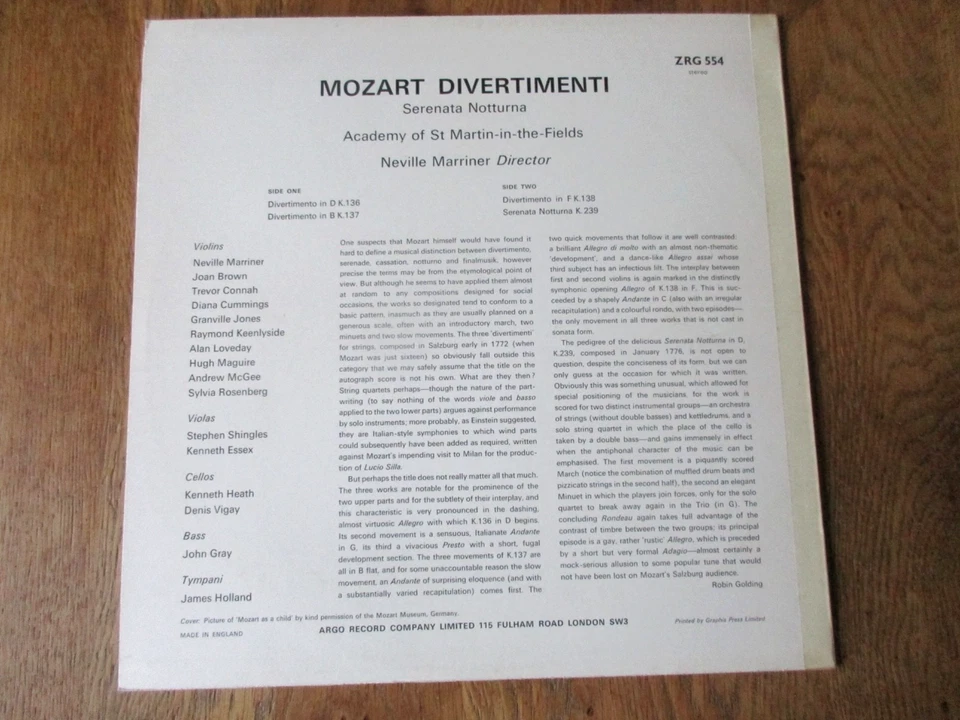 ZRG 554
MOZART DIVERTIMENTI
Serenata Notturna
Academy of St Martin-in-the-Fields
Neville Marriner Director
SIDE ONE
Divertimento in D K.136
Divertimento in B K.137
SIDE TWO
Divertimento in F K.138
Serenata Notturna K.239
Violins
Neville Marriner
Joan Brown
Trevor Connah
Diana Cummings
Granville Jones
Raymond Keenlyside
Alan Loveday
Hugh Maguire
Andrew McGee
Sylvia Rosenberg
Violas
Stephen Shingles
Kenneth Essex
Cellos
Kenneth Heath
Denis Vigay
Bass
John Gray
Tympani
James Holland
One suspects that Mozart himself would have found it
hard to define a musical distinction between divertimento,
serenade, cassation, notturno and finalmusik, however
precise the terms may be from the etymological point of
view. But although he seems to have applied them almost
at random to any compositions designed for social
occasions, the works so designated tend to conform to a
basic pattern, inasmuch as they are usually planned on a
generous scale, often with an introductory march, two
minuets and two slow movements. The three 'divertimenti'
for strings, composed in Salzburg early in 1772 (when
Mozart was just sixteen) so obviously fall outside this
category that we may safely assume that the title on the
autograph score is not his own. What are they then?
String quartets perhaps—though the nature of the part-
writing (to say nothing of the words viole and basso
applied to the two lower parts) argues against performance
by solo instruments; more probably, as Einstein suggested,
they are Italian-style symphonies to which wind parts
could subsequently have been added as required, written
against Mozart's impending visit to Milan for the produc-
tion of Lucio Silla.
But perhaps the title does not really matter all that much.
The three works are notable for the prominence of the
two upper parts and for the subtlety of their interplay, and
this characteristic is very pronounced in the dashing,
almost virtuosic Allegro with which K.136 in D begins.
Its second movement is a sensuous, Italianate Andante
in G, its third a vivacious Presto with a short, fugal
development section. The three movements of K.137 are
all in B flat, and for some unaccountable reason the slow
movement, an Andante of surprising eloquence (and with
a substantially varied recapitulation) comes first. The
two quick movements that follow it are well contrasted:
a brilliant Allegro di molto with an almost non-thematic
'development', and a dance-like Allegro assai whose
third subject has an infectious lilt. The interplay between
first and second violins is again marked in the distinctly
symphonic opening Allegro of K.138 in F. This is suc-
ceeded by a shapely Andante in C (also with an irregular
recapitulation) and a colourful rondo, with two episodes—
the only movement in all three works that is not cast in
sonata form.
The pedigree of the delicious Serenata Notturna in D,
K.239, composed in January 1776, is not open to
question, despite the conciseness of its form, but we can
only guess at the occasion for which it was written.
Obviously this was something unusual, which allowed for
special positioning of the musicians, for the work is
scored for two distinct instrumental groups—an orchestra
of strings (without double basses) and kettledrums, and a
solo string quartet in which the place of the cello is
taken by a double bass—and gains immensely in effect
when the antiphonal character of the music can be
emphasised. The first movement is a piquantly scored
March (notice the combination of muffled drum beats and
pizzicato strings in the second half), the second an elegant
Minuet in which the players join forces, only for the solo
quartet to break away again in the Trio (in G). The
concluding Rondeau again takes full advantage of the
contrast of timbre between the two groups; its principal
episode is a gay, rather 'rustic' Allegro, which is preceded
by a short but very formal Adagio—almost certainly a
mock-serious allusion to some popular tune that would
not have been lost on Mozart's Salzburg audience.
Robin Golding
Cover: Picture of 'Mozart as a child' by kind permission of the Mozart Museum, Germany.
MADE IN ENGLAND
ARGO RECORD COMPANY LIMITED 115 FULHAM ROAD LONDON SW3
Printed by Graphis Press Limited